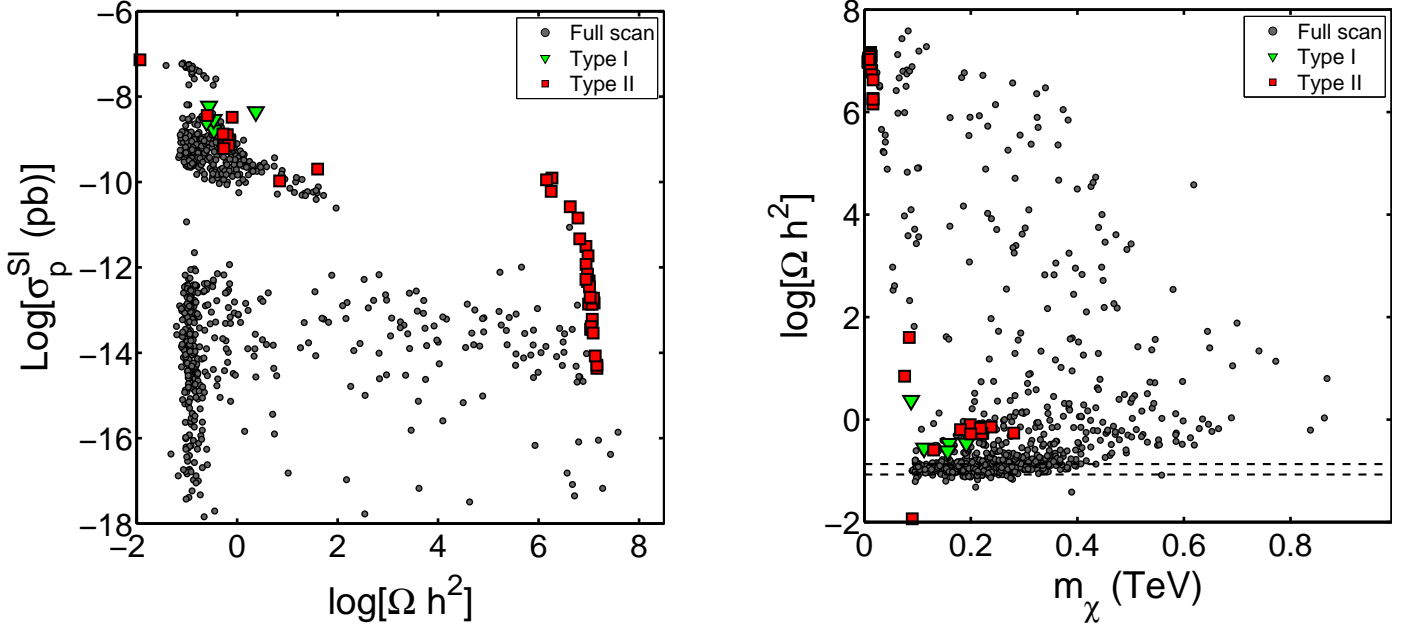 −6
−8
−10
−12
−14
−16
−18
Log[σ_p^SI (pb)]
Full scan
Type I
Type II
−2
0
2
4
6
8
log[Ω h²]
8
6
4
2
0
−2
log[Ω h²]
Full scan
Type I
Type II
0
0.2
0.4
0.6
0.8
m_χ (TeV)